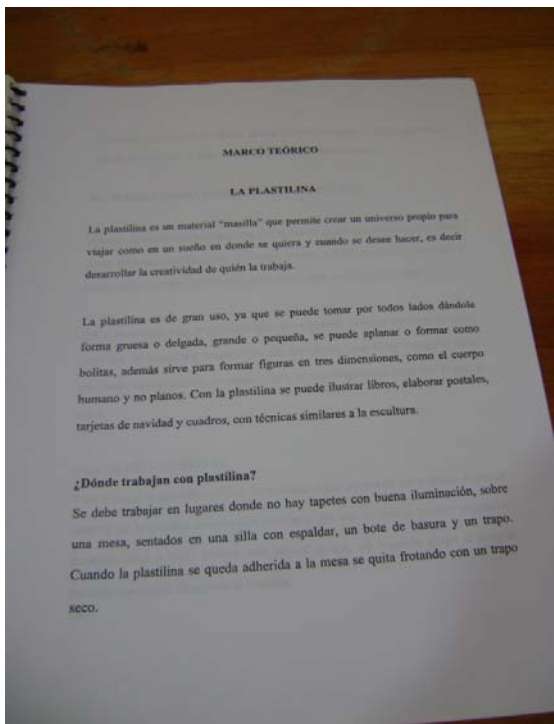 MARCO TEÓRICO
LA PLASTILINA
La plastilina es un material “masilla” que permite crear un universo propio para
viajar como en un sueño en donde se quiera y cuando se desee hacer, es decir
desarrollar la creatividad de quién la trabaja.
La plastilina es de gran uso, ya que se puede tomar por todos lados dándole
forma gruesa o delgada, grande o pequeña, se puede aplanar o formar como
bolitas, además sirve para formar figuras en tres dimensiones, como el cuerpo
humano y no planos. Con la plastilina se puede ilustrar libros, elaborar postales,
tarjetas de navidad y cuadros, con técnicas similares a la escultura.
¿Dónde trabajan con plastilina?
Se debe trabajar en lugares donde no hay tapetes con buena iluminación, sobre
una mesa, sentados en una silla con espaldar, un bote de basura y un trapo.
Cuando la plastilina se queda adherida a la mesa se quita frotando con un trapo
seco.